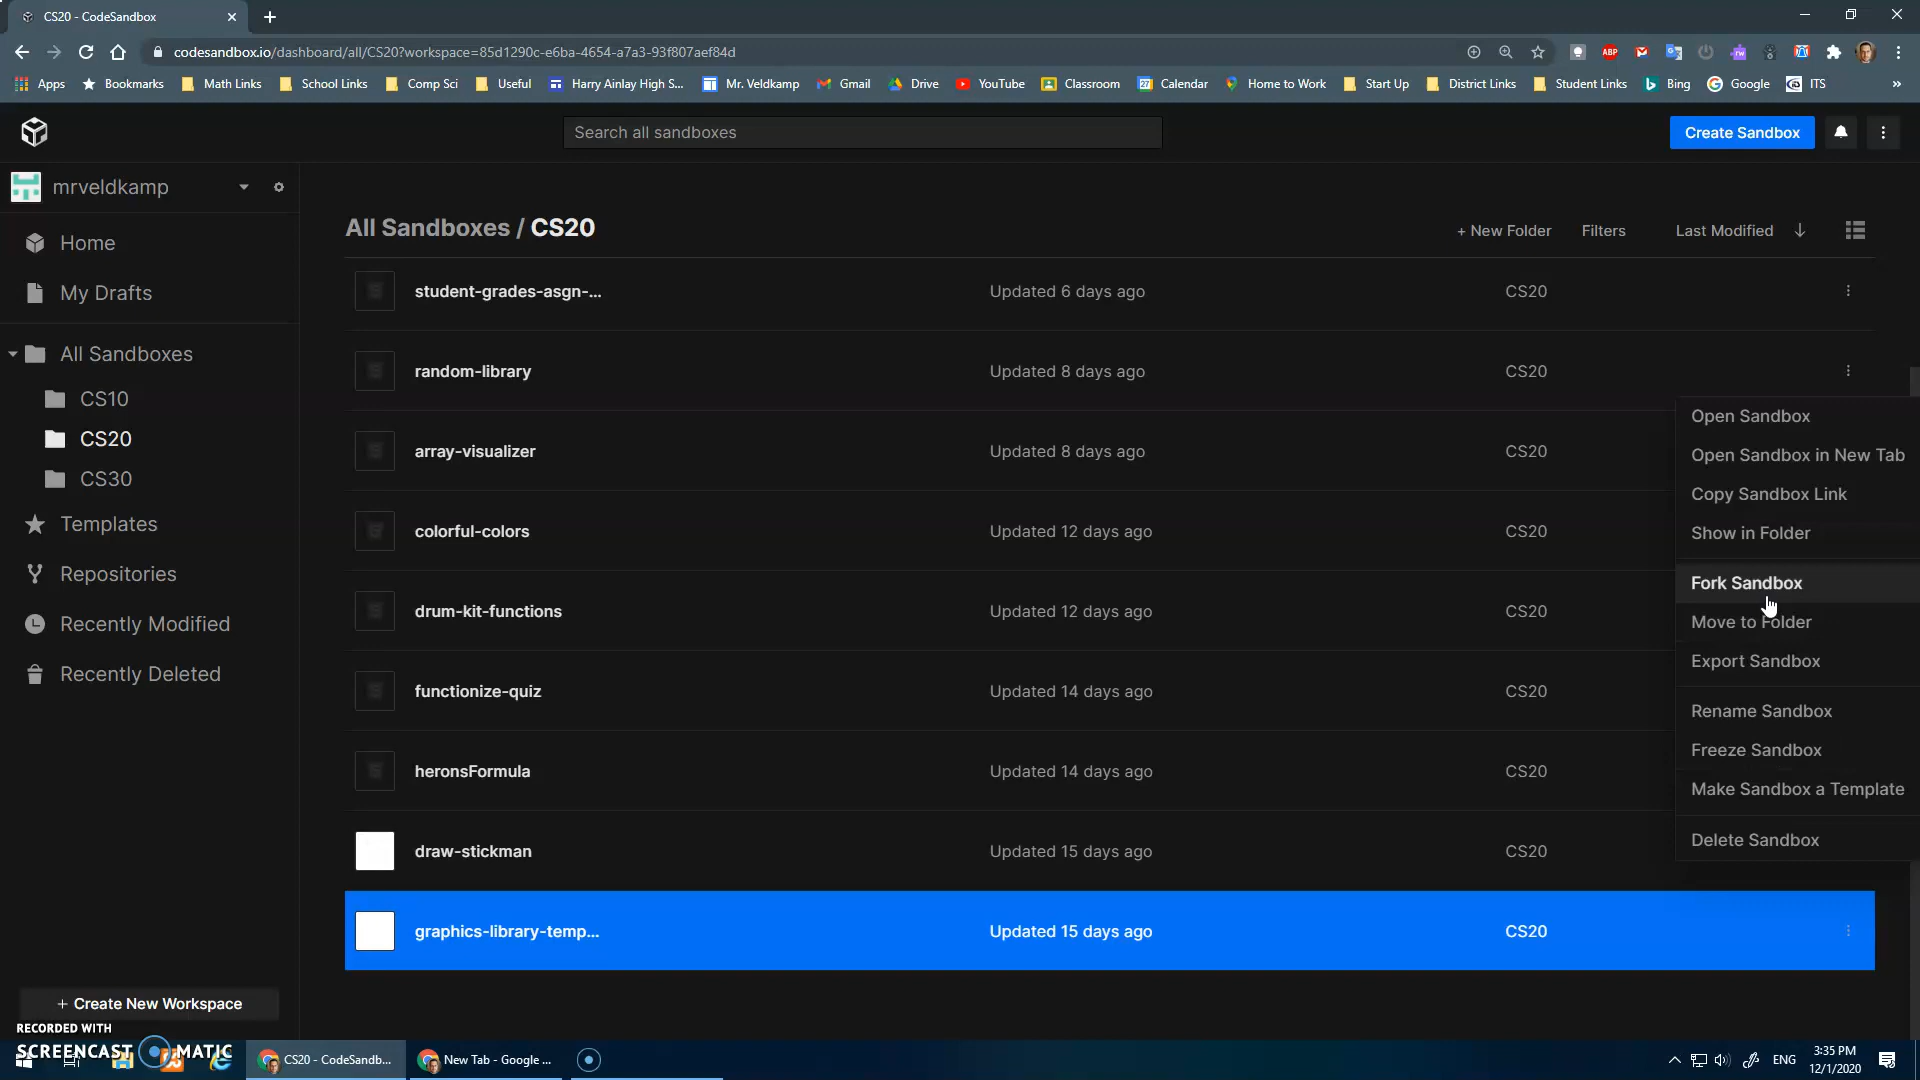 CS20 - CodeSandbox
codesandbox.io/dashboard/all/CS20?workspace=85d1290c-e6ba-4654-a7a3-93f807aef84d
ABP
Apps
Bookmarks
Math Links
School Links
Comp Sci
Useful
Harry Ainlay High S...
Mr. Veldkamp
Gmail
Drive
YouTube
Classroom
Calendar
Home to Work
Start Up
District Links
Student Links
Bing
Google
ITS
Search all sandboxes
Create Sandbox
mrveldkamp
Home
My Drafts
All Sandboxes
CS10
CS20
CS30
Templates
Repositories
Recently Modified
Recently Deleted
+ Create New Workspace
All Sandboxes / CS20
+ New Folder
Filters
Last Modified
student-grades-asgn-... Updated 6 days ago CS20
random-library Updated 8 days ago CS20
array-visualizer Updated 8 days ago CS20
colorful-colors Updated 12 days ago CS20
drum-kit-functions Updated 12 days ago CS20
functionize-quiz Updated 14 days ago CS20
heronsFormula Updated 14 days ago CS20
draw-stickman Updated 15 days ago CS20
graphics-library-temp... Updated 15 days ago CS20
Open Sandbox
Open Sandbox in New Tab
Copy Sandbox Link
Show in Folder
Fork Sandbox
Move to Folder
Export Sandbox
Rename Sandbox
Freeze Sandbox
Make Sandbox a Template
Delete Sandbox
RECORDED WITH
SCREENCAST MATIC
CS20 - CodeSandb...
New Tab - Google ...
ENG
3:35 PM
12/1/2020